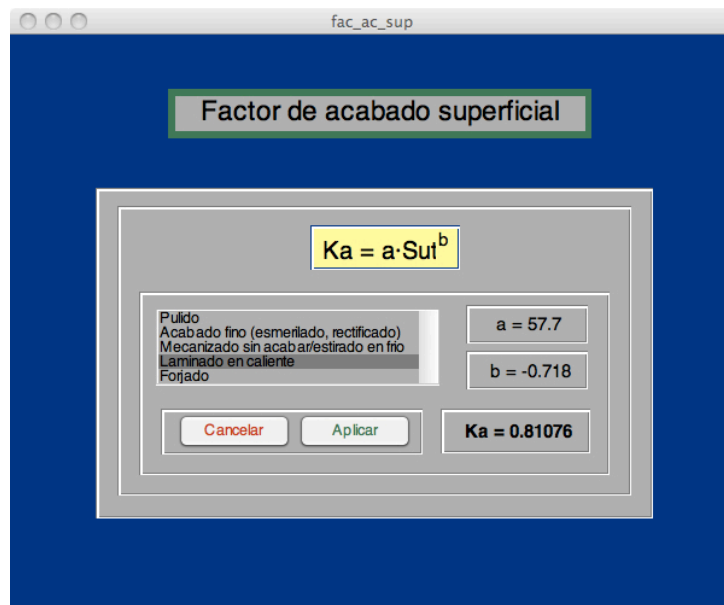 fac_ac_sup
Factor de acabado superficial
Ka = a·Sut^b
Pulido
Acabado fino (esmerilado, rectificado)
Mecanizado sin acabar/estirado en frio
Laminado en caliente
Forjado
a = 57.7
b = -0.718
Cancelar
Aplicar
Ka = 0.81076